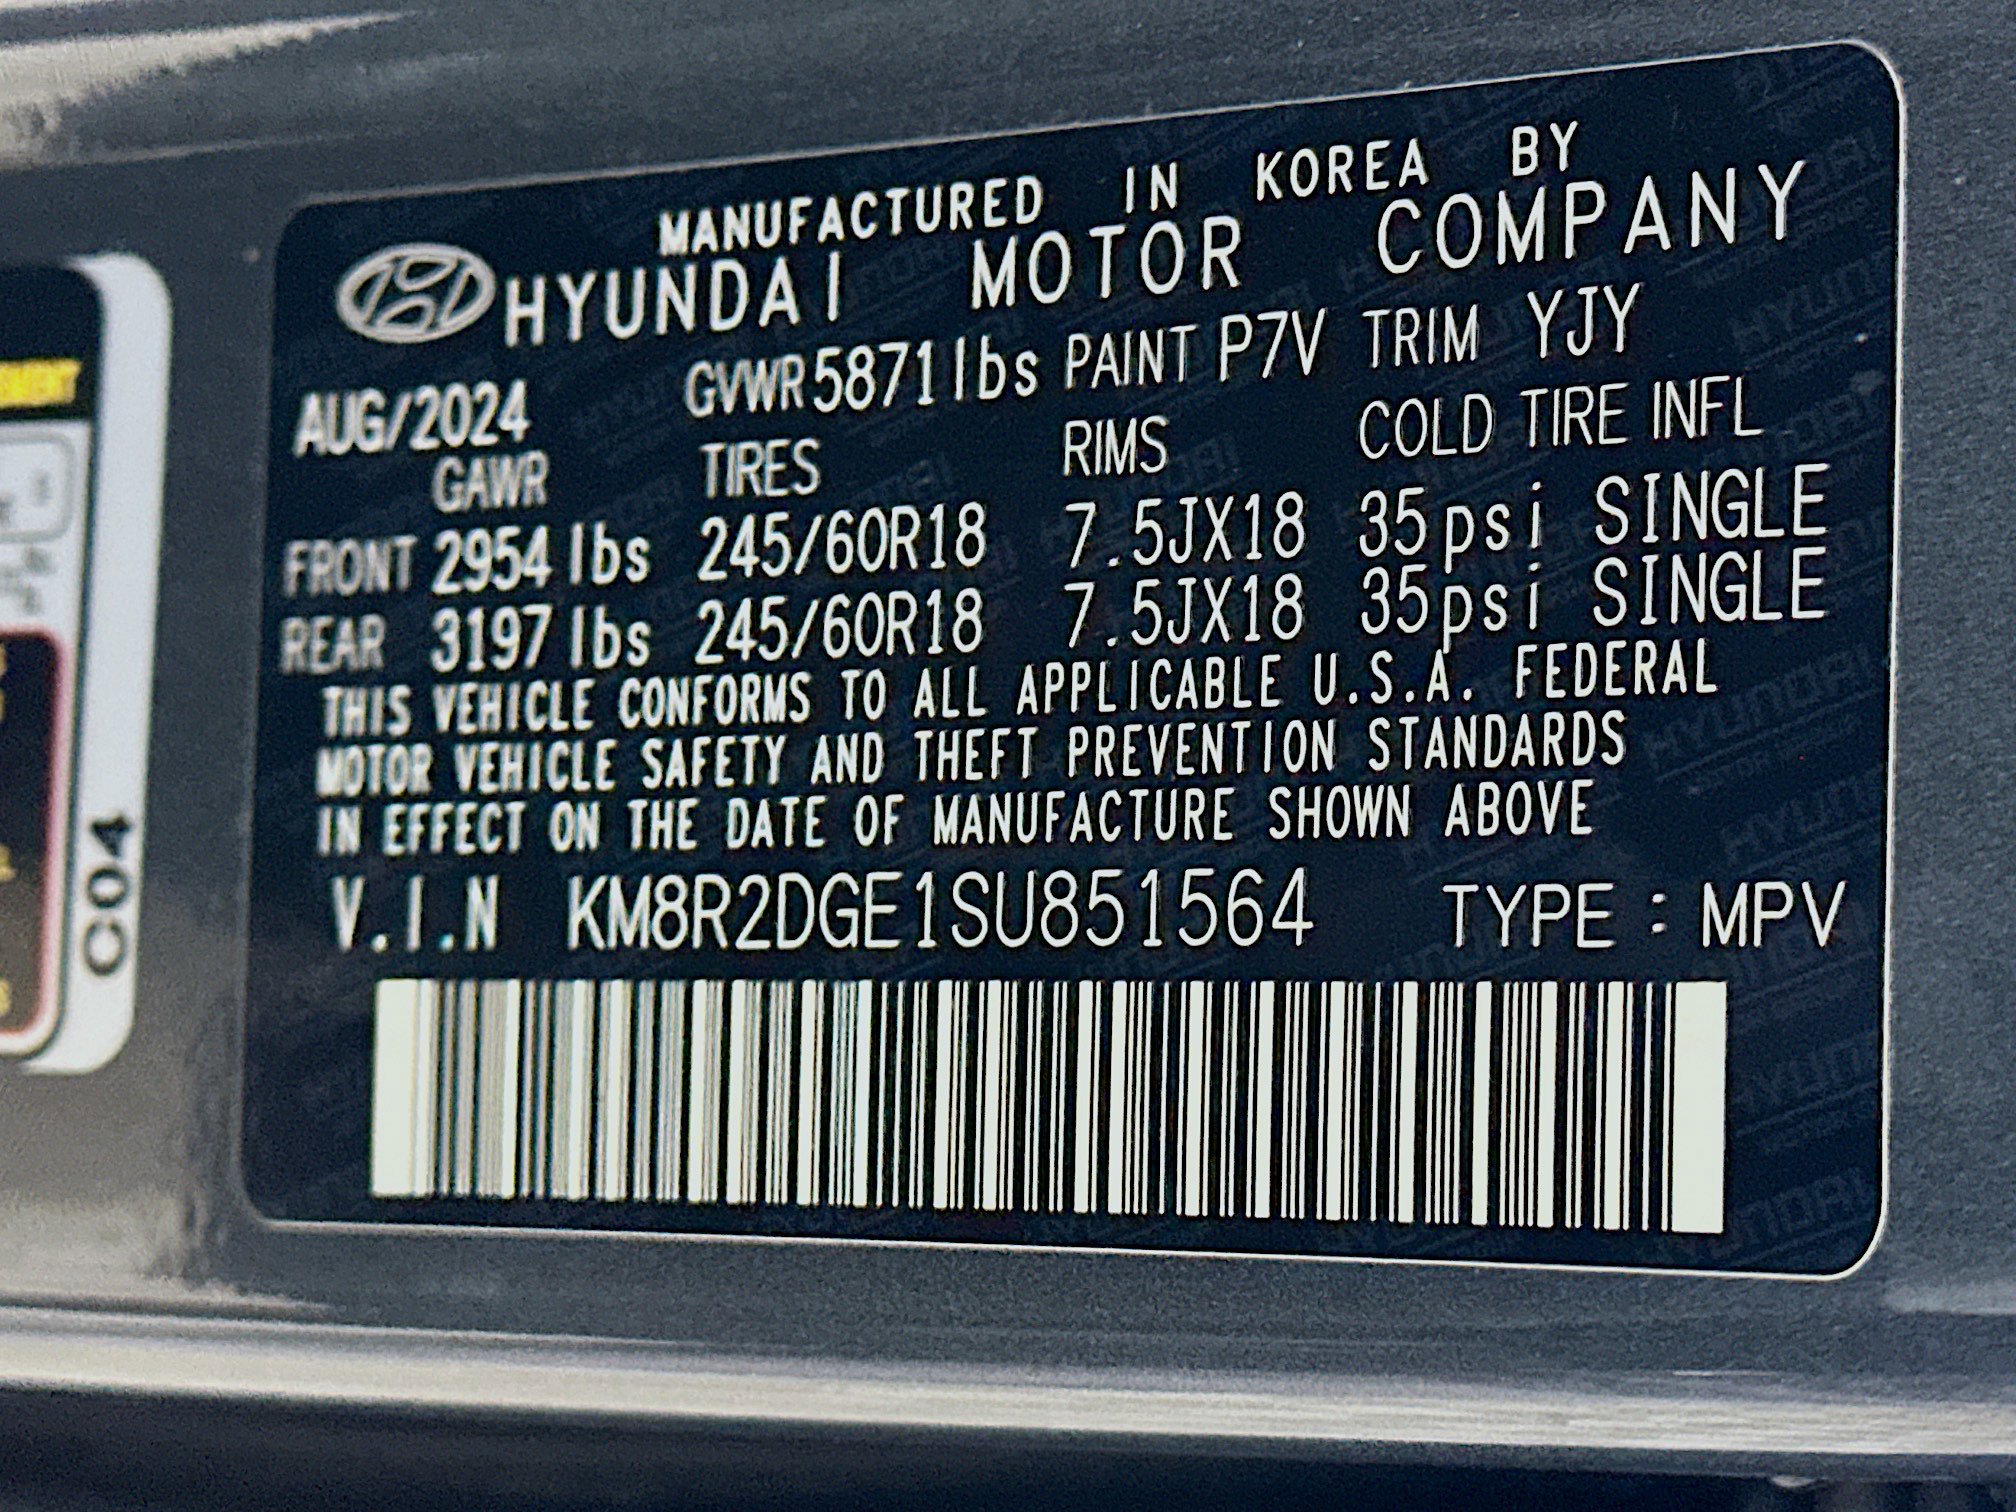 MANUFACTURED IN KOREA BY
HYUNDAI MOTOR COMPANY
AUG/2024 GVWR 5871 lbs PAINT P7V TRIM YJY
GAWR TIRES RIMS COLD TIRE INFL
FRONT 2954 lbs 245/60R18 7.5JX18 35psi SINGLE
REAR 3197 lbs 245/60R18 7.5JX18 35psi SINGLE
THIS VEHICLE CONFORMS TO ALL APPLICABLE U.S.A. FEDERAL
MOTOR VEHICLE SAFETY AND THEFT PREVENTION STANDARDS
IN EFFECT ON THE DATE OF MANUFACTURE SHOWN ABOVE
V.I.N KM8R2DGE1SU851564 TYPE : MPV
C04